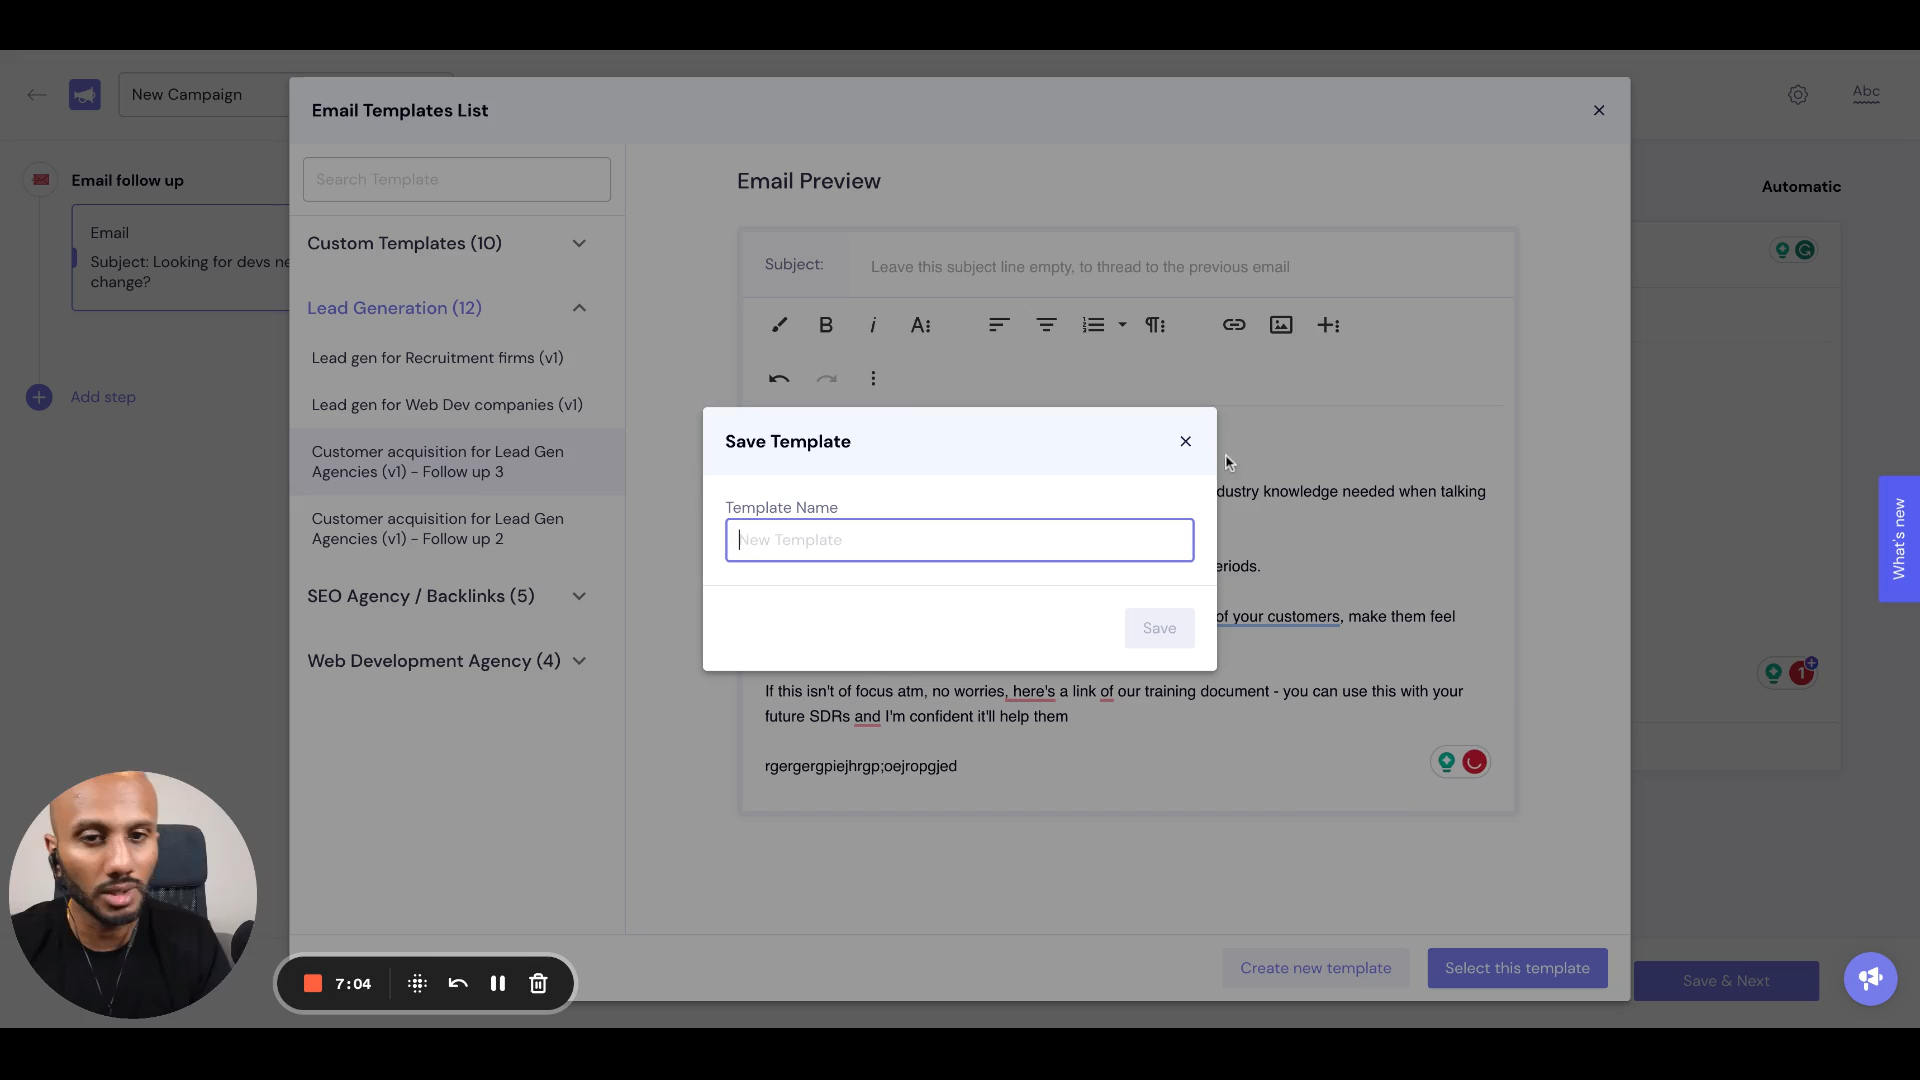 New Campaign
Abc
Email Templates List
Email follow up
Automatic
Email
Subject: Looking for devs ne
change?
Add step
Search Template
Custom Templates (10)
Lead Generation (12)
Lead gen for Recruitment firms (v1)
Lead gen for Web Dev companies (v1)
Customer acquisition for Lead Gen
Agencies (v1) - Follow up 3
Customer acquisition for Lead Gen
Agencies (v1) - Follow up 2
SEO Agency / Backlinks (5)
Web Development Agency (4)
Email Preview
Subject:
Leave this subject line empty, to thread to the previous email
Save Template
Template Name
New Template
Save
dustry knowledge needed when talking
eriods.
of your customers, make them feel
If this isn't of focus atm, no worries, here's a link of our training document - you can use this with your
future SDRs and I'm confident it'll help them
rgergergpiejhrgp;oejropgjed
1
What's new
Create new template
Select this template
Save & Next
7:04